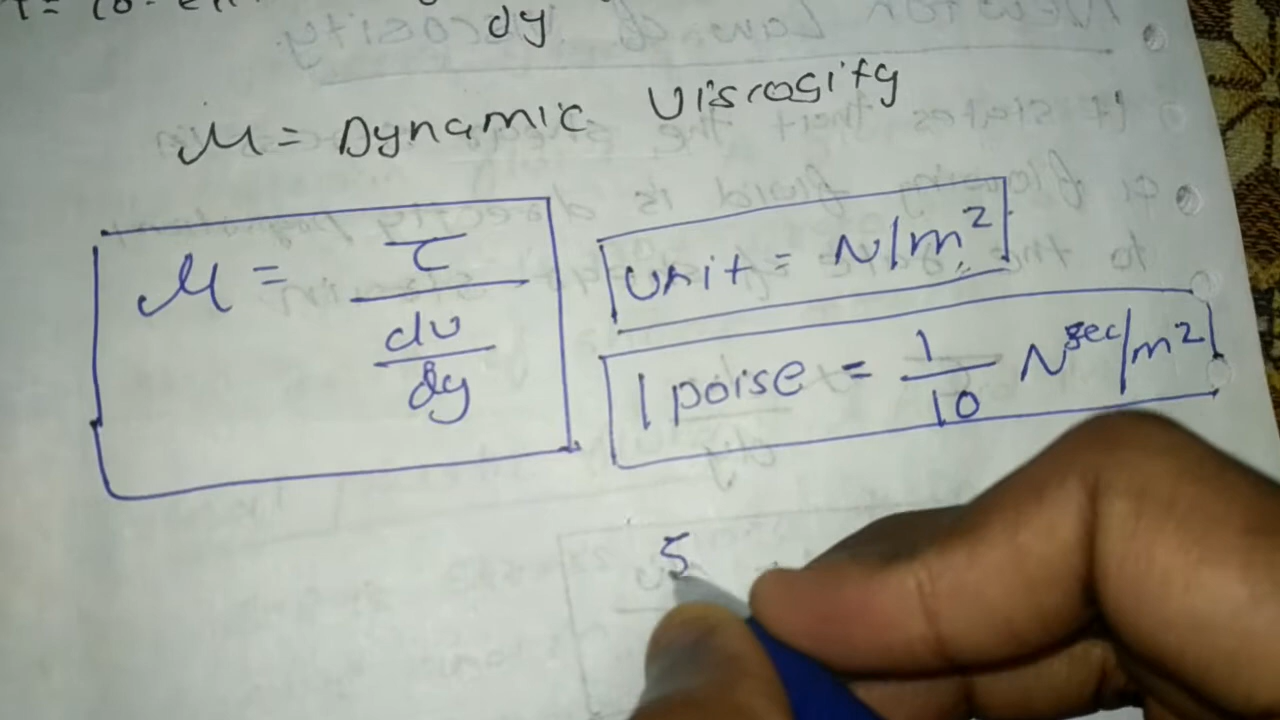 dy
μ = Dynamic Viscosity
μ = τ / du/dy
Unit = N/m²
1 poise = 1/10 N sec/m²
5